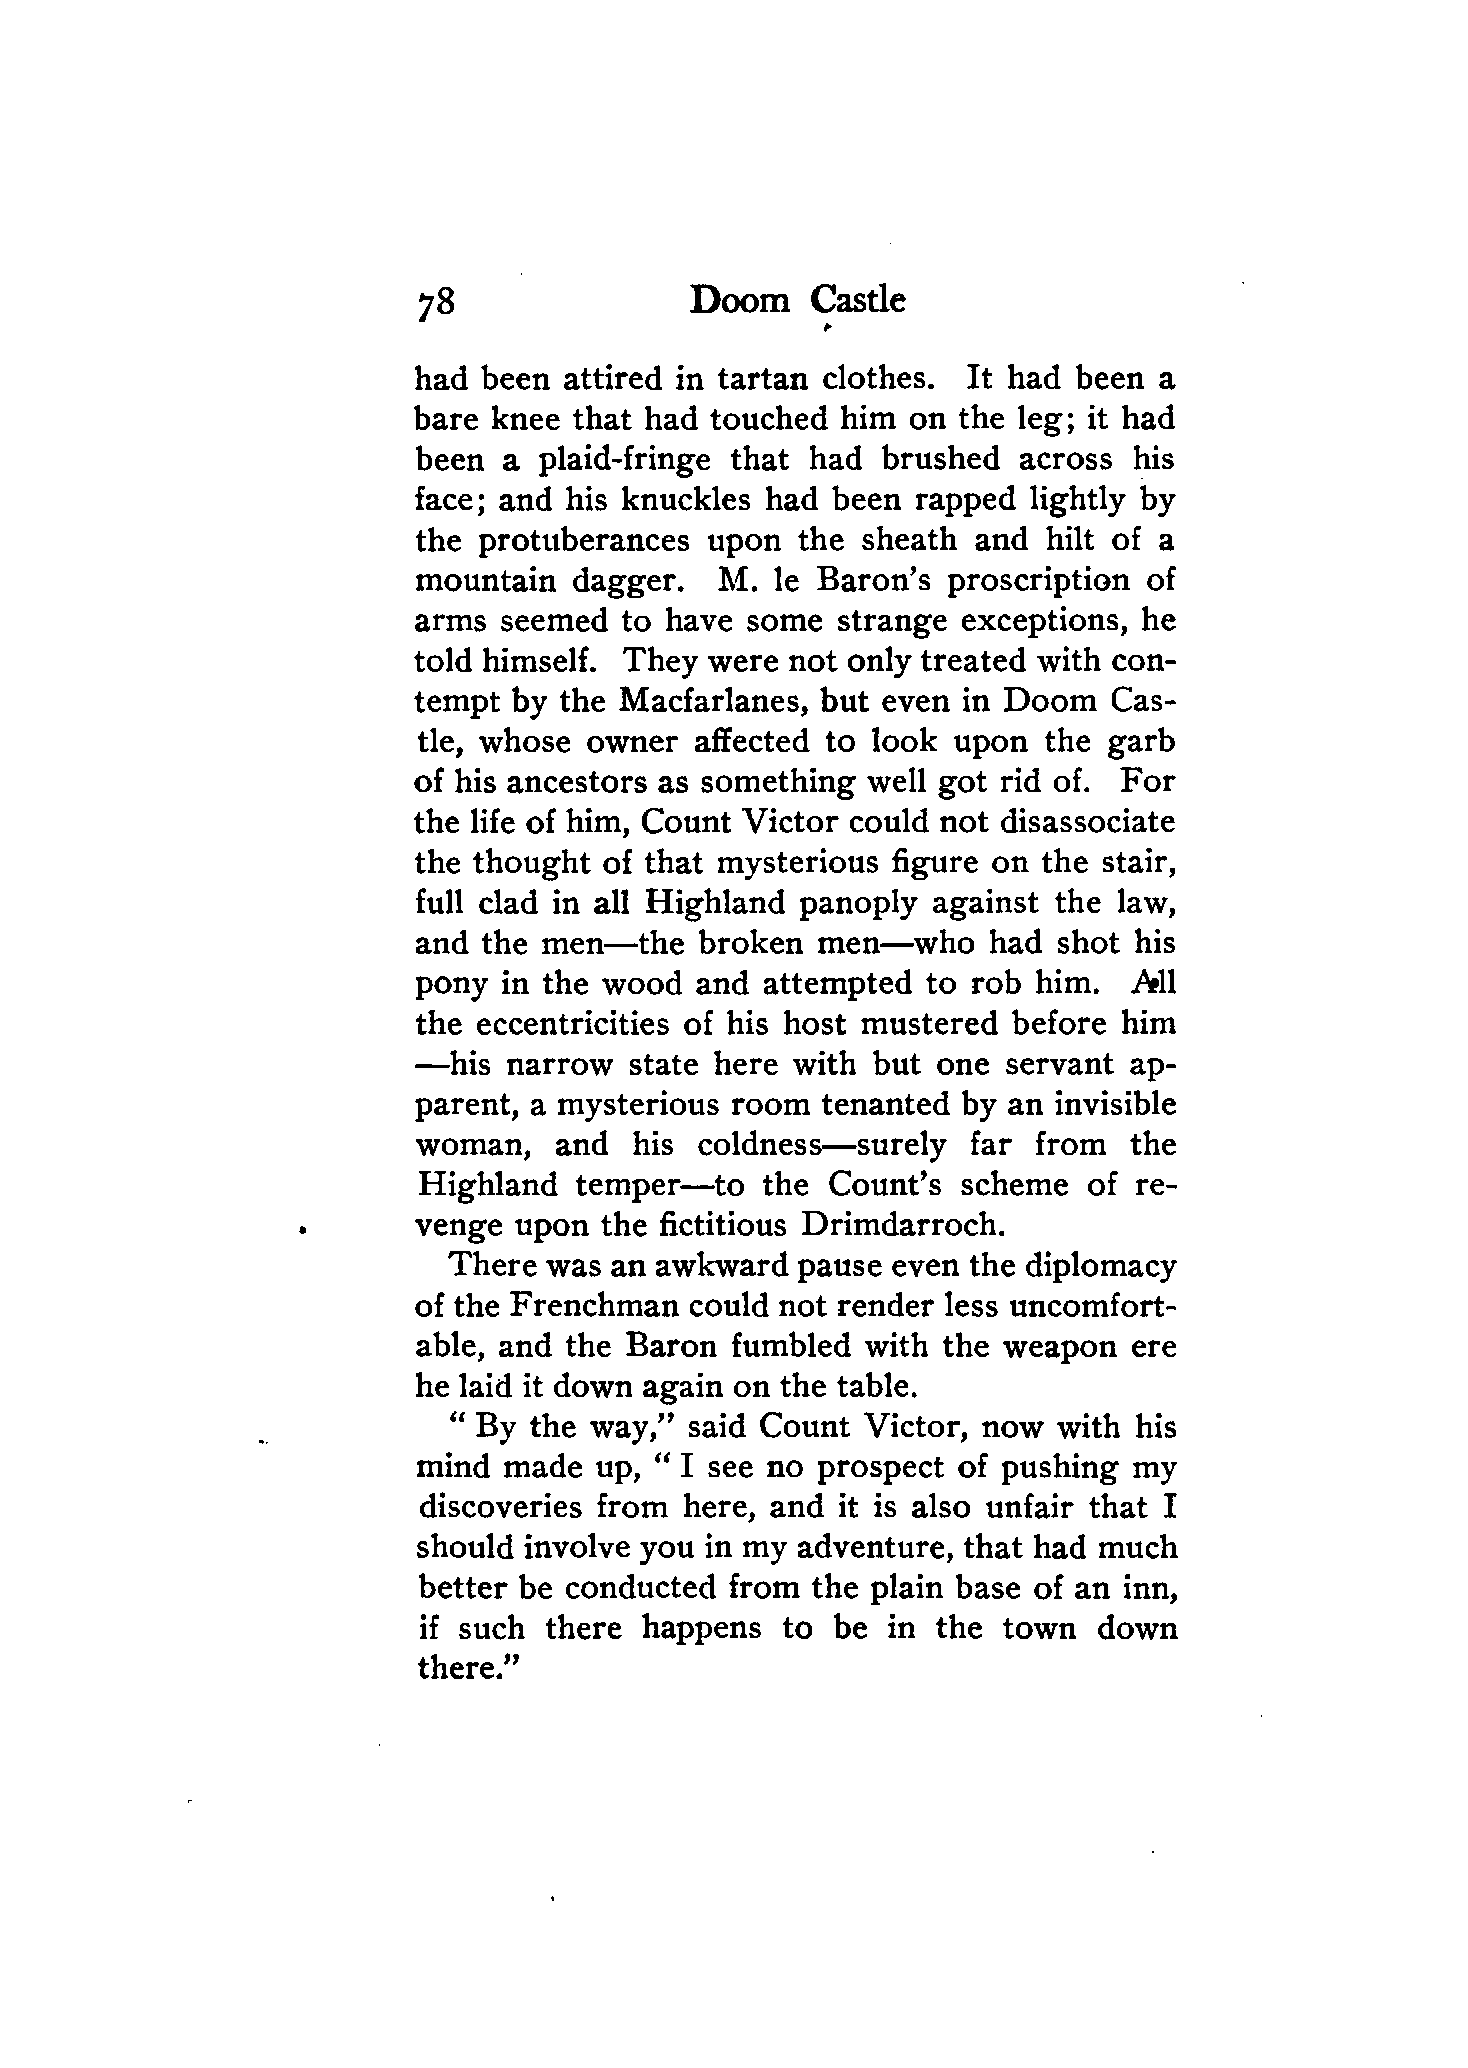 78 Doom Castle
had been attired in tartan clothes. It had been a
bare knee that had touched him on the leg; it had
been a plaid-fringe that had brushed across his
face; and his knuckles had been rapped lightly by
the protuberances upon the sheath and hilt of a
mountain dagger. M. le Baron's proscription of
arms seemed to have some strange exceptions, he
told himself. They were not only treated with con-
tempt by the Macfarlanes, but even in Doom Cas-
tle, whose owner affected to look upon the garb
of his ancestors as something well got rid of. For
the life of him, Count Victor could not disassociate
the thought of that mysterious figure on the stair,
full clad in all Highland panoply against the law,
and the men—the broken men—who had shot his
pony in the wood and attempted to rob him. All
the eccentricities of his host mustered before him
—his narrow state here with but one servant ap-
parent, a mysterious room tenanted by an invisible
woman, and his coldness—surely far from the
Highland temper—to the Count's scheme of re-
venge upon the fictitious Drimdarroch.
There was an awkward pause even the diplomacy
of the Frenchman could not render less uncomfort-
able, and the Baron fumbled with the weapon ere
he laid it down again on the table.
" By the way," said Count Victor, now with his
mind made up, " I see no prospect of pushing my
discoveries from here, and it is also unfair that I
should involve you in my adventure, that had much
better be conducted from the plain base of an inn,
if such there happens to be in the town down
there."